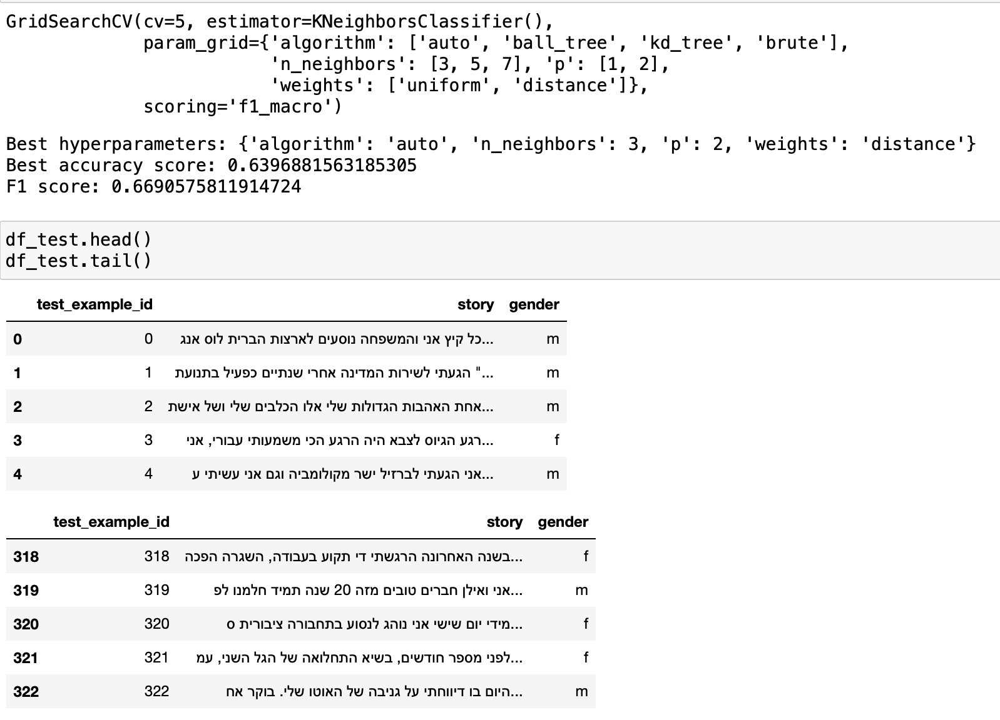 GridSearchCV(cv=5, estimator=KNeighborsClassifier(),
param_grid={'algorithm': ['auto', 'ball_tree', 'kd_tree', 'brute'],
'n_neighbors': [3, 5, 7], 'p': [1, 2],
'weights': ['uniform', 'distance']},
scoring='f1_macro')
Best hyperparameters: {'algorithm': 'auto', 'n_neighbors': 3, 'p': 2, 'weights': 'distance'}
Best accuracy score: 0.6396881563185305
F1 score: 0.6690575811914724
df_test.head()
df_test.tail()
test_example_id story gender
0 0 כל קיץ אני והמשפחה נוסעים לארצות הברית לוס אנג... m
1 1 "הגעתי לשירות המדינה אחרי שנתיים כפעיל בתנועת... m
2 2 אחת האהבות הגדולות שלי אלו הכלבים שלי ושל אישת... m
3 3 רגע הגיוס לצבא היה הרגע הכי משמעותי עבורי, אני... f
4 4 אני הגעתי לברזיל ישר מקולומביה וגם אני עשיתי ע... m
test_example_id story gender
318 318 בשנה האחרונה הרגשתי די תקוע בעבודה, השגרה הפכה... f
319 319 אני ואילן חברים טובים מזה 20 שנה תמיד חלמנו לפ... m
320 320 מידי יום שישי אני נוהג לנסוע בתחבורה ציבורית ס... f
321 321 לפני מספר חודשים, בשיא התחלואה של הגל השני, עמ... f
322 322 היום בו דיווחתי על גניבה של האוטו שלי. בוקר אח... m